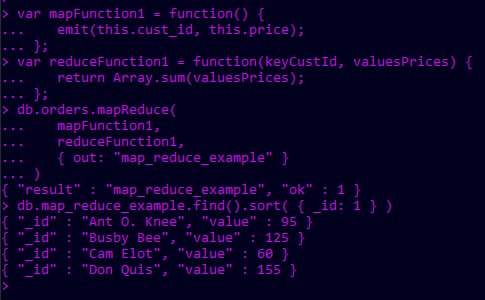 > var mapFunction1 = function() {
...    emit(this.cust_id, this.price);
... };
> var reduceFunction1 = function(keyCustId, valuesPrices) {
...    return Array.sum(valuesPrices);
... };
> db.orders.mapReduce(
...    mapFunction1,
...    reduceFunction1,
...    { out: "map_reduce_example" }
... )
{ "result" : "map_reduce_example", "ok" : 1 }
> db.map_reduce_example.find().sort( { _id: 1 } )
{ "_id" : "Ant O. Knee", "value" : 95 }
{ "_id" : "Busby Bee", "value" : 125 }
{ "_id" : "Cam Elot", "value" : 60 }
{ "_id" : "Don Quis", "value" : 155 }
>